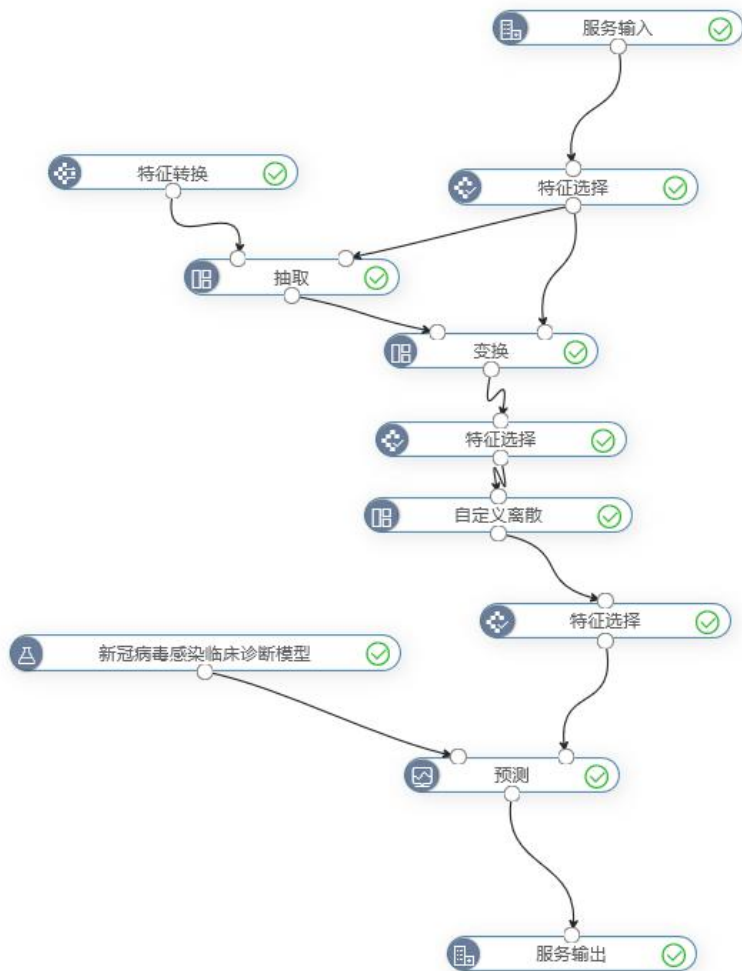 服务输入
特征转换
特征选择
抽取
变换
特征选择
自定义离散
特征选择
新冠病毒感染临床诊断模型
预测
服务输出